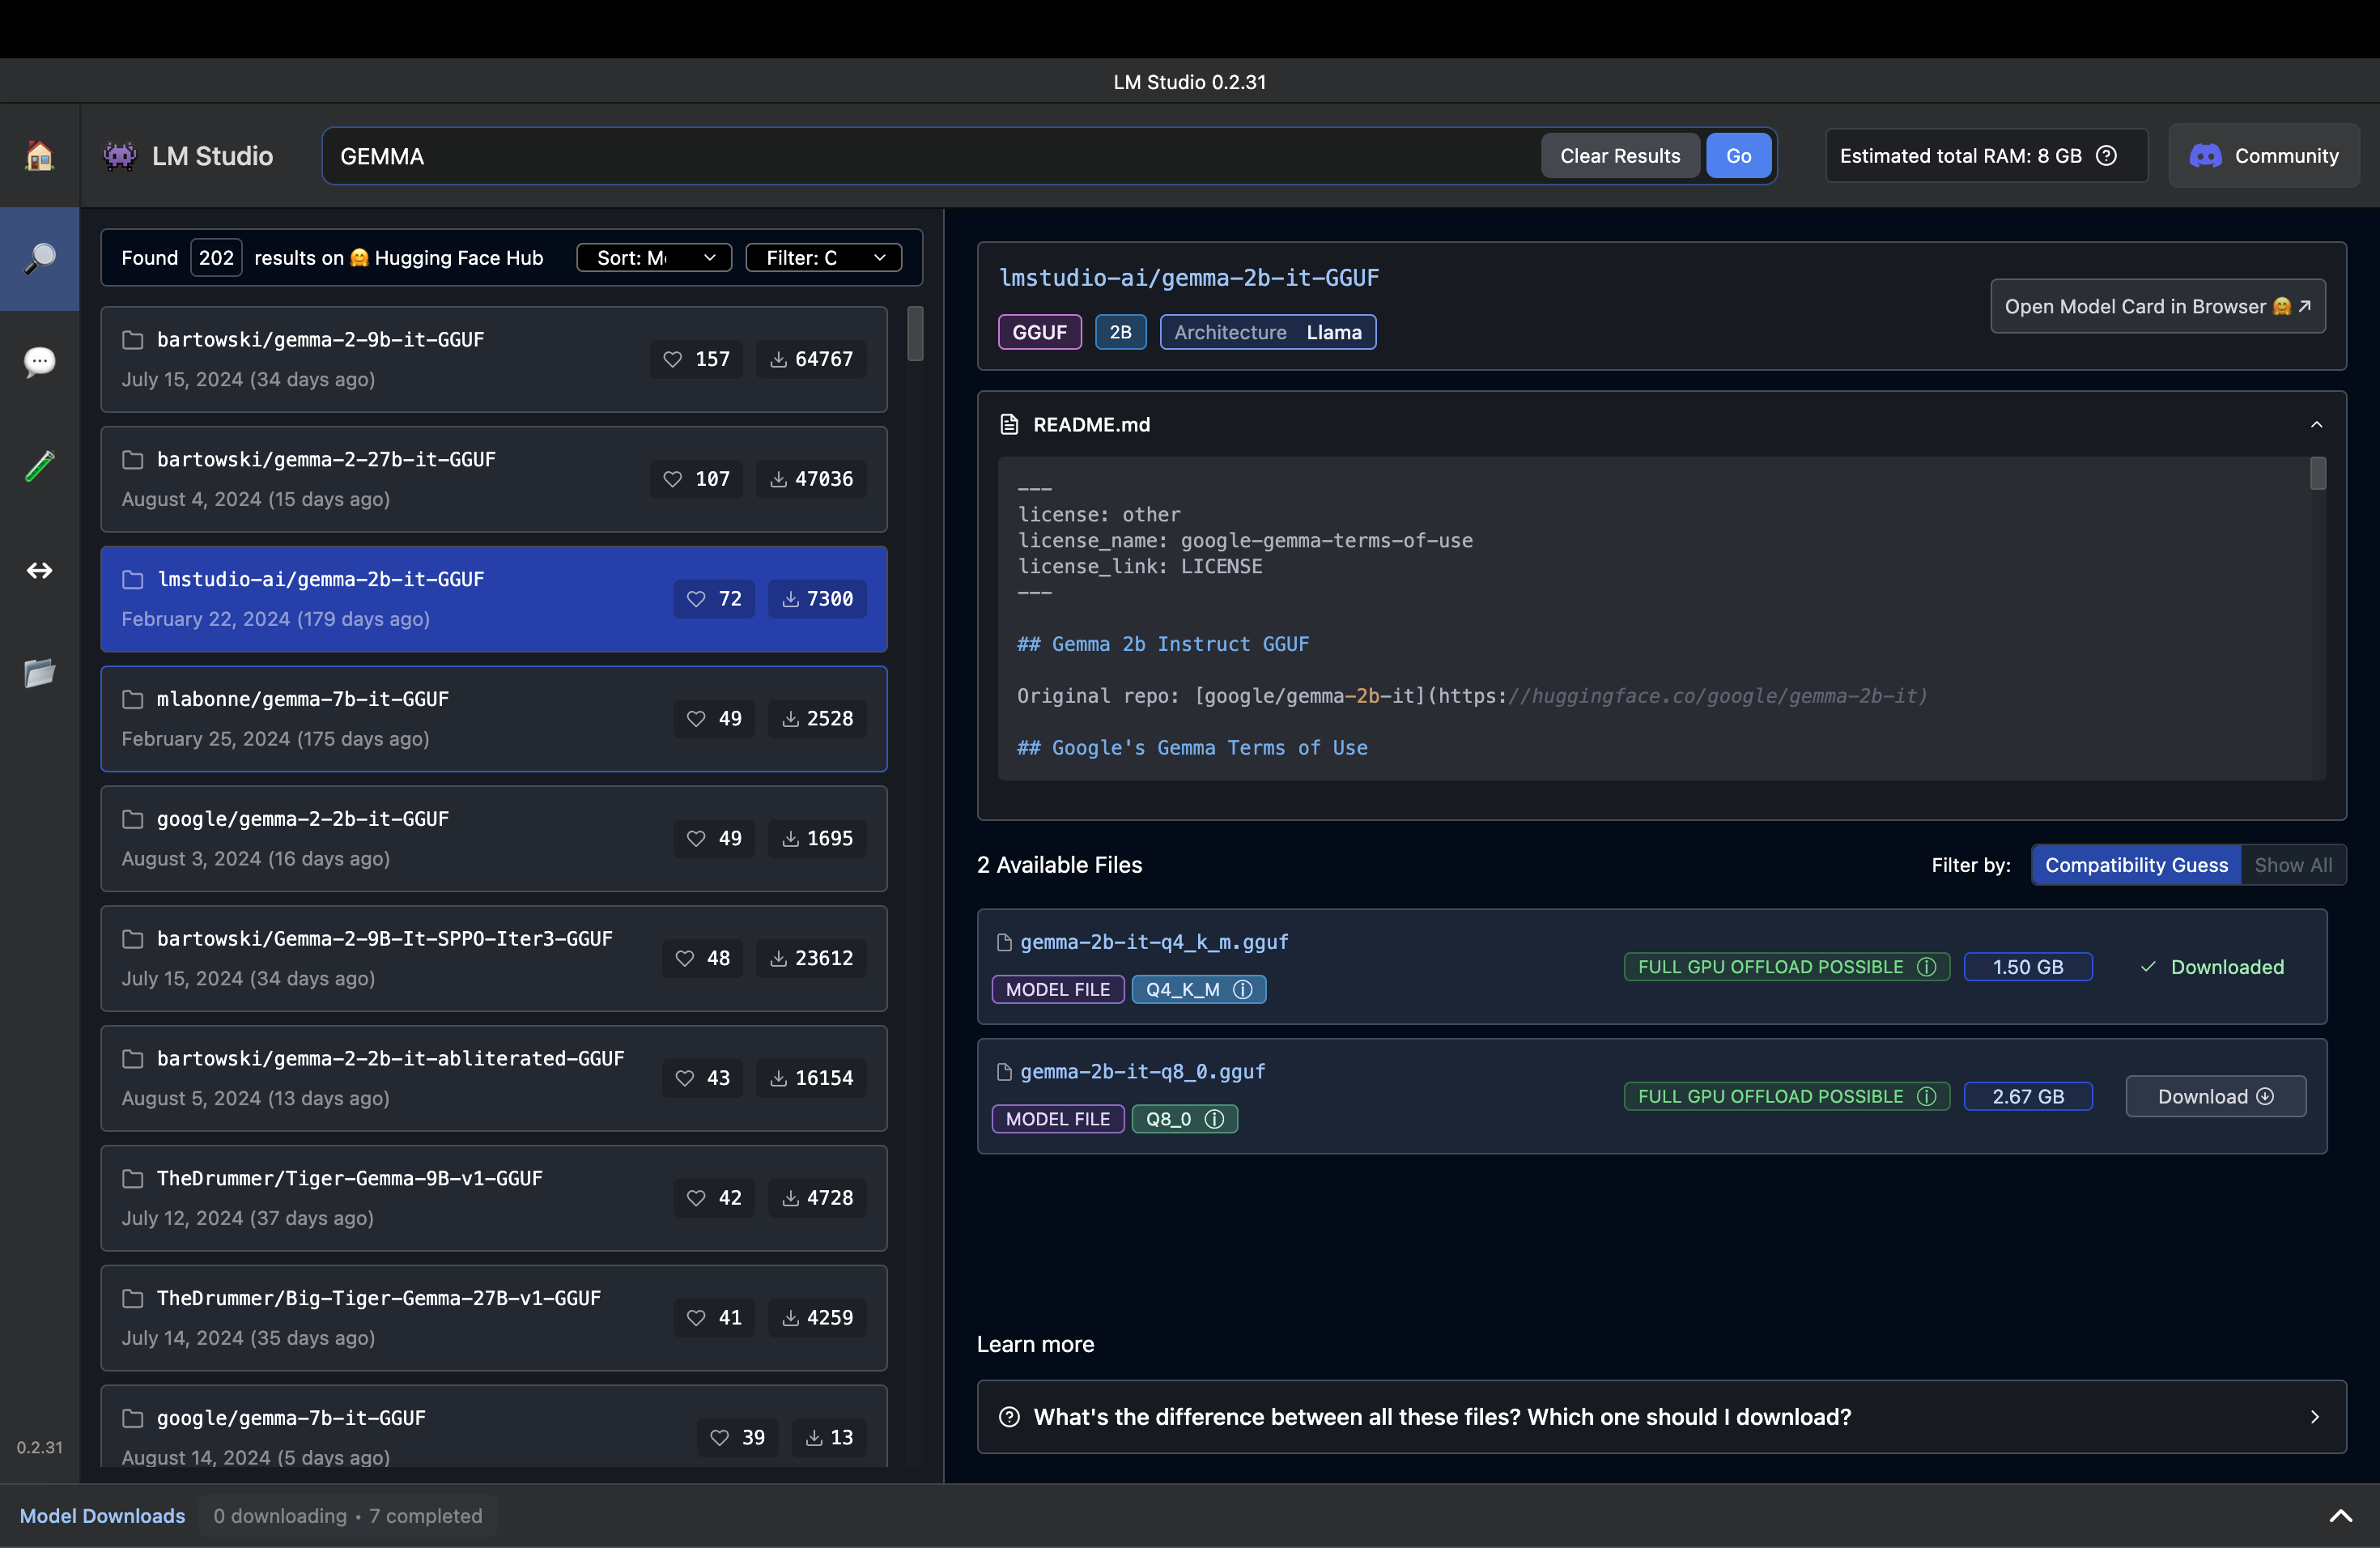 LM Studio 0.2.31
LM Studio
GEMMA
Clear Results
Go
Estimated total RAM: 8 GB
Community
Found 202 results on 🤗 Hugging Face Hub
Sort: M
Filter: C
bartowski/gemma-2-9b-it-GGUF
July 15, 2024 (34 days ago)
157
64767
bartowski/gemma-2-27b-it-GGUF
August 4, 2024 (15 days ago)
107
47036
lmstudio-ai/gemma-2b-it-GGUF
February 22, 2024 (179 days ago)
72
7300
mlabonne/gemma-7b-it-GGUF
February 25, 2024 (175 days ago)
49
2528
google/gemma-2-2b-it-GGUF
August 3, 2024 (16 days ago)
49
1695
bartowski/Gemma-2-9B-It-SPPO-Iter3-GGUF
July 15, 2024 (34 days ago)
48
23612
bartowski/gemma-2-2b-it-abliterated-GGUF
August 5, 2024 (13 days ago)
43
16154
TheDrummer/Tiger-Gemma-9B-v1-GGUF
July 12, 2024 (37 days ago)
42
4728
TheDrummer/Big-Tiger-Gemma-27B-v1-GGUF
July 14, 2024 (35 days ago)
41
4259
google/gemma-7b-it-GGUF
August 14, 2024 (5 days ago)
39
13
lmstudio-ai/gemma-2b-it-GGUF
GGUF
2B
Architecture Llama
Open Model Card in Browser 🤗 ↗
README.md
---
license: other
license_name: google-gemma-terms-of-use
license_link: LICENSE
---
## Gemma 2b Instruct GGUF
Original repo: [google/gemma-2b-it](https://huggingface.co/google/gemma-2b-it)
## Google's Gemma Terms of Use
2 Available Files
Filter by:
Compatibility Guess
Show All
gemma-2b-it-q4_k_m.gguf
MODEL FILE
Q4_K_M
FULL GPU OFFLOAD POSSIBLE
1.50 GB
Downloaded
gemma-2b-it-q8_0.gguf
MODEL FILE
Q8_0
FULL GPU OFFLOAD POSSIBLE
2.67 GB
Download
Learn more
What's the difference between all these files? Which one should I download?
0.2.31
Model Downloads
0 downloading • 7 completed